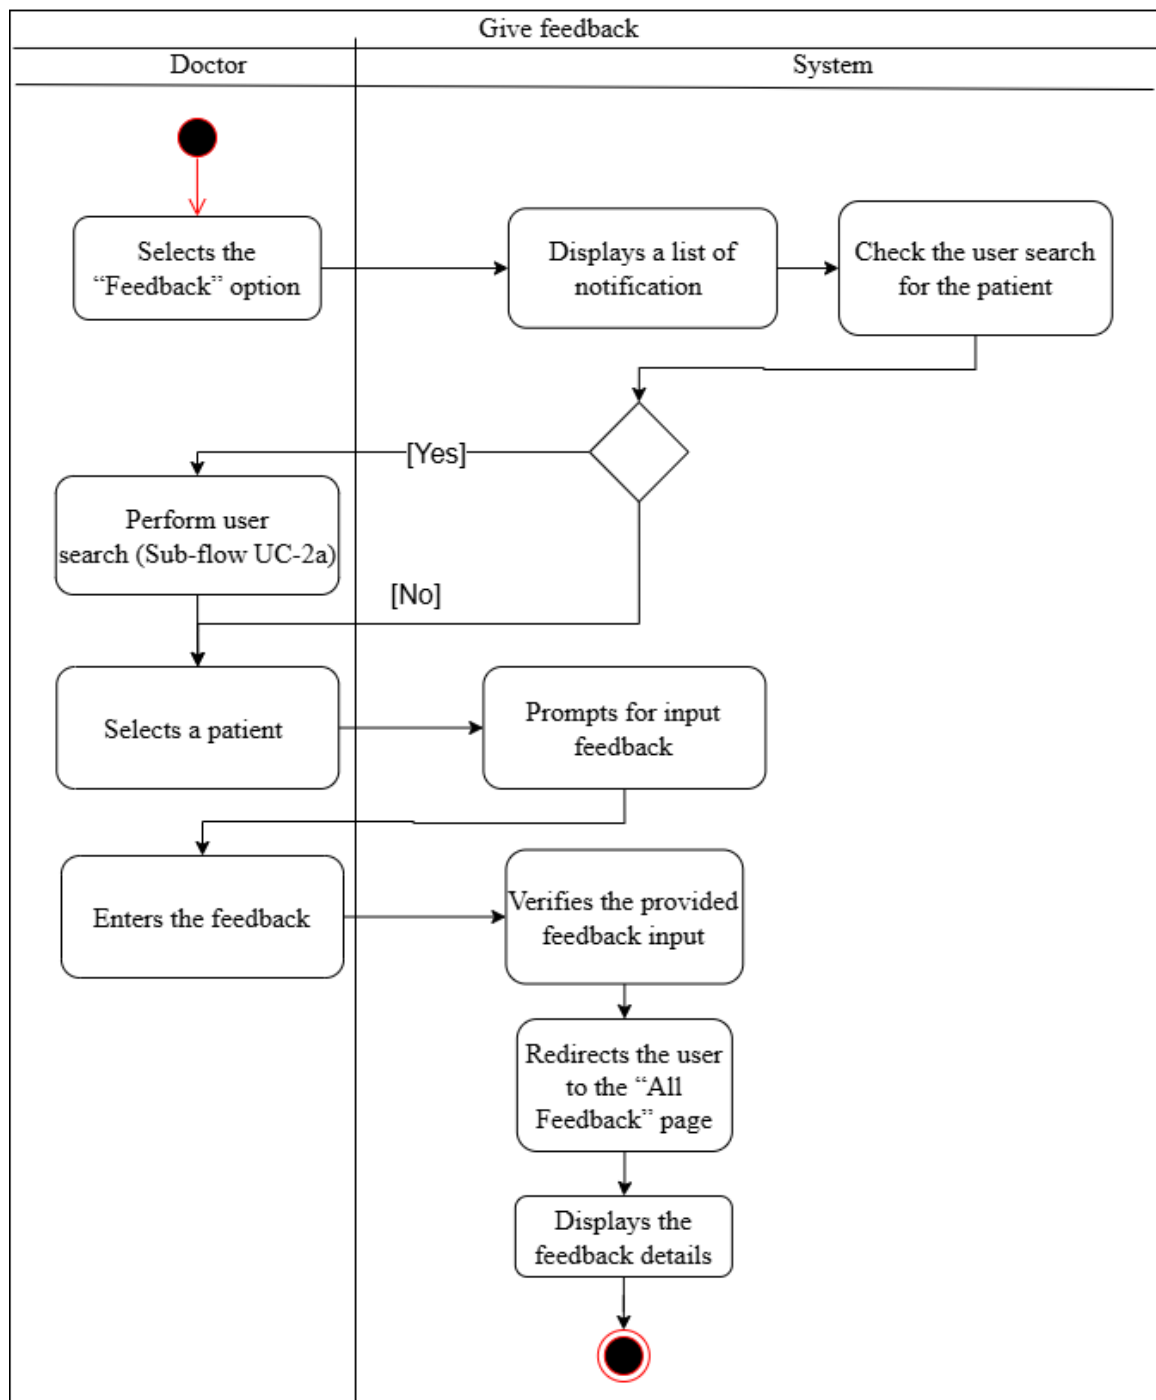 Give feedback
Doctor
System
Selects the
“Feedback” option
Displays a list of
notification
Check the user search
for the patient
[Yes]
Perform user
search (Sub-flow UC-2a)
[No]
Selects a patient
Prompts for input
feedback
Enters the feedback
Verifies the provided
feedback input
Redirects the user
to the “All
Feedback” page
Displays the
feedback details